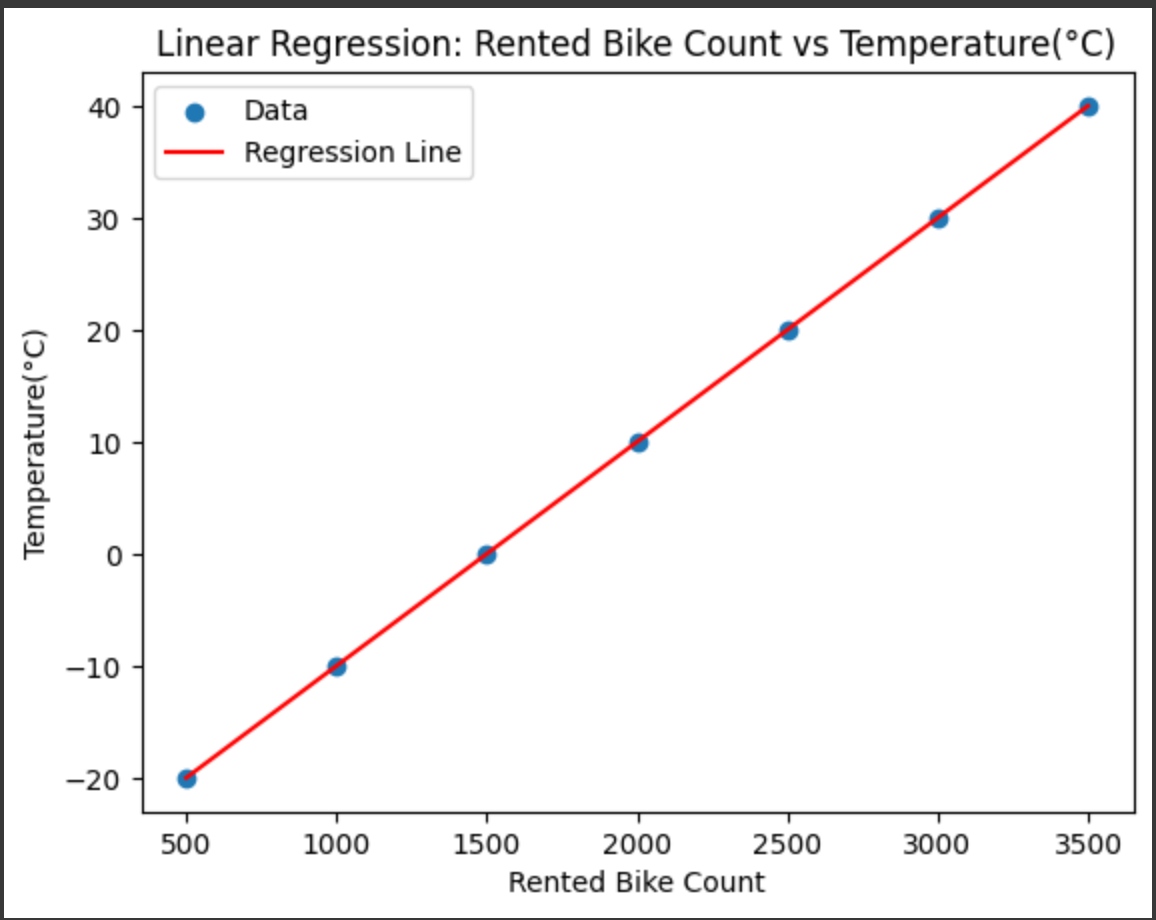 Linear Regression: Rented Bike Count vs Temperature(°C)
Data
Regression Line
40
30
20
10
0
−10
−20
Temperature(°C)
500 1000 1500 2000 2500 3000 3500
Rented Bike Count